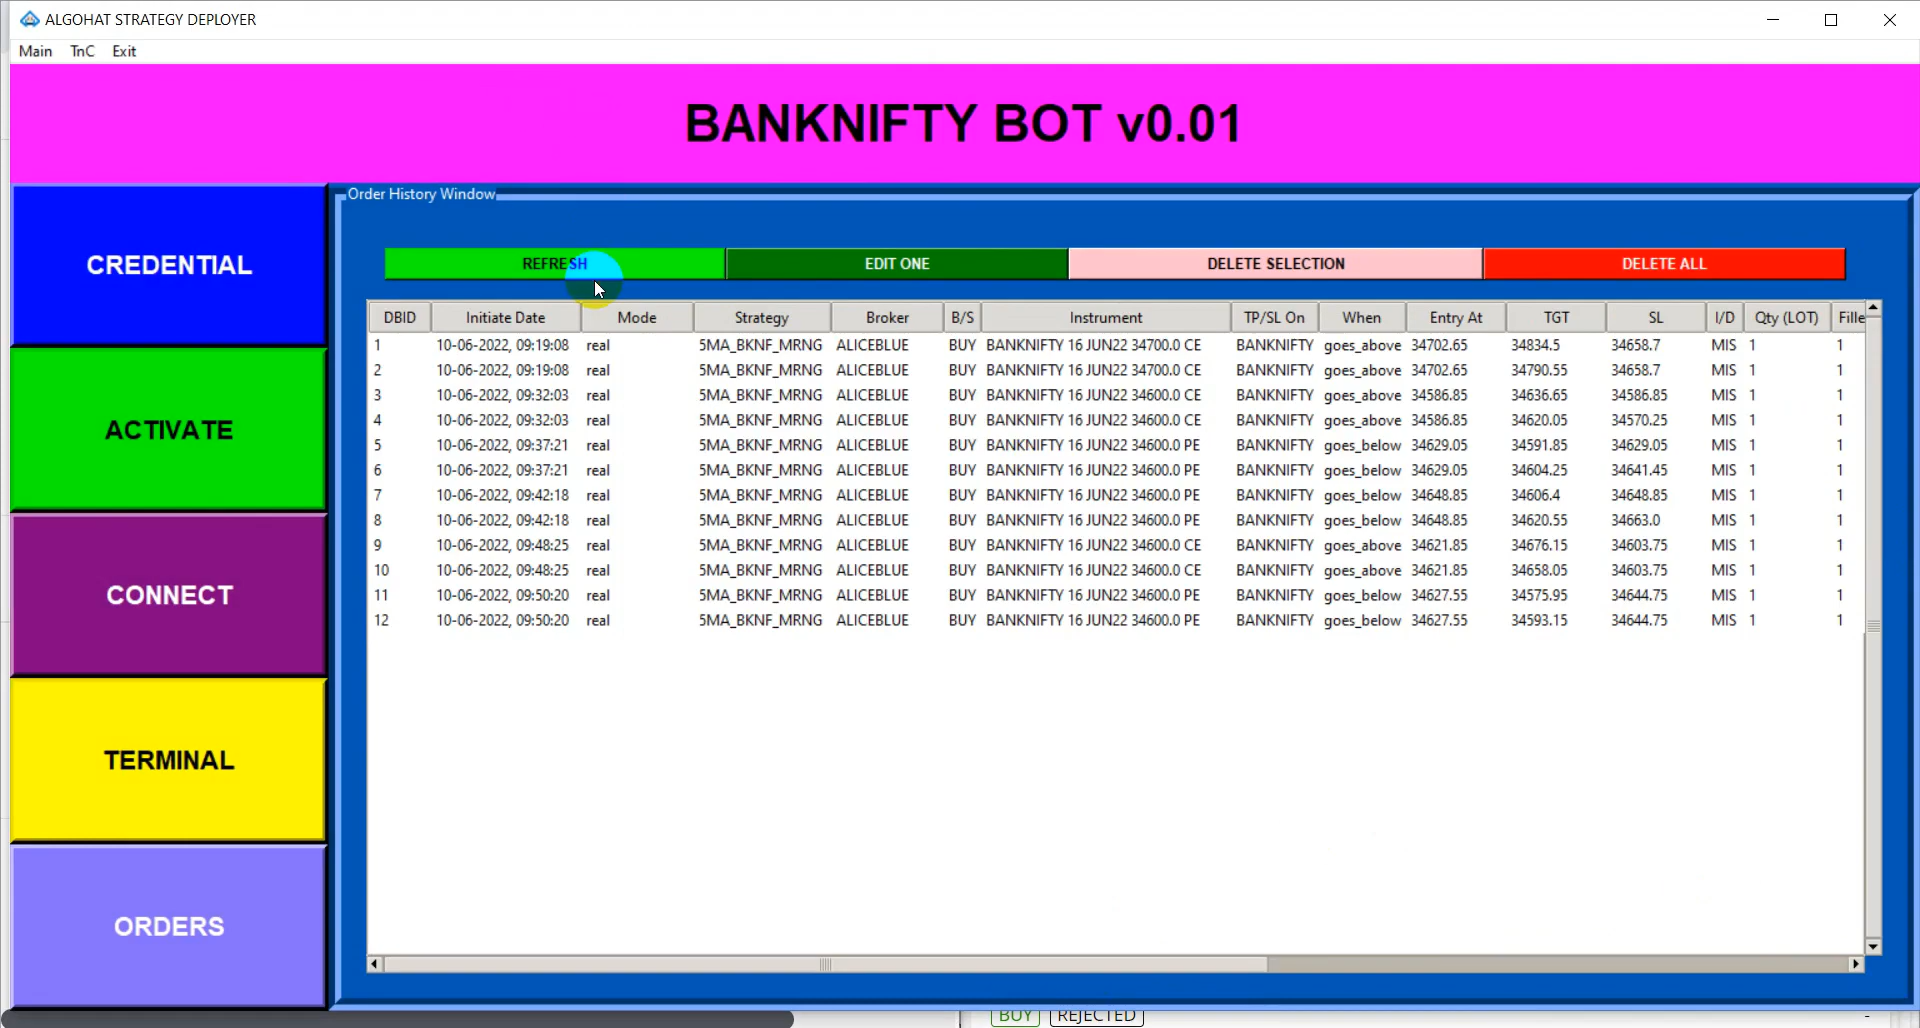 ALGOHAT STRATEGY DEPLOYER
Main TnC Exit
BANKNIFTY BOT v0.01
CREDENTIAL
ACTIVATE
CONNECT
TERMINAL
ORDERS
Order History Window
REFRESH EDIT ONE DELETE SELECTION DELETE ALL
DBID Initiate Date Mode Strategy Broker B/S Instrument TP/SL On When Entry At TGT SL I/D Qty (LOT) Fille
1 10-06-2022, 09:19:08 real 5MA_BKNF_MRNG ALICEBLUE BUY BANKNIFTY 16 JUN22 34700.0 CE BANKNIFTY goes_above 34702.65 34834.5 34658.7 MIS 1 1
2 10-06-2022, 09:19:08 real 5MA_BKNF_MRNG ALICEBLUE BUY BANKNIFTY 16 JUN22 34700.0 CE BANKNIFTY goes_above 34702.65 34790.55 34658.7 MIS 1 1
3 10-06-2022, 09:32:03 real 5MA_BKNF_MRNG ALICEBLUE BUY BANKNIFTY 16 JUN22 34600.0 CE BANKNIFTY goes_above 34586.85 34636.65 34586.85 MIS 1 1
4 10-06-2022, 09:32:03 real 5MA_BKNF_MRNG ALICEBLUE BUY BANKNIFTY 16 JUN22 34600.0 CE BANKNIFTY goes_above 34586.85 34620.05 34570.25 MIS 1 1
5 10-06-2022, 09:37:21 real 5MA_BKNF_MRNG ALICEBLUE BUY BANKNIFTY 16 JUN22 34600.0 PE BANKNIFTY goes_below 34629.05 34591.85 34629.05 MIS 1 1
6 10-06-2022, 09:37:21 real 5MA_BKNF_MRNG ALICEBLUE BUY BANKNIFTY 16 JUN22 34600.0 PE BANKNIFTY goes_below 34629.05 34604.25 34641.45 MIS 1 1
7 10-06-2022, 09:42:18 real 5MA_BKNF_MRNG ALICEBLUE BUY BANKNIFTY 16 JUN22 34600.0 PE BANKNIFTY goes_below 34648.85 34606.4 34648.85 MIS 1 1
8 10-06-2022, 09:42:18 real 5MA_BKNF_MRNG ALICEBLUE BUY BANKNIFTY 16 JUN22 34600.0 PE BANKNIFTY goes_below 34648.85 34620.55 34663.0 MIS 1 1
9 10-06-2022, 09:48:25 real 5MA_BKNF_MRNG ALICEBLUE BUY BANKNIFTY 16 JUN22 34600.0 CE BANKNIFTY goes_above 34621.85 34676.15 34603.75 MIS 1 1
10 10-06-2022, 09:48:25 real 5MA_BKNF_MRNG ALICEBLUE BUY BANKNIFTY 16 JUN22 34600.0 CE BANKNIFTY goes_above 34621.85 34658.05 34603.75 MIS 1 1
11 10-06-2022, 09:50:20 real 5MA_BKNF_MRNG ALICEBLUE BUY BANKNIFTY 16 JUN22 34600.0 PE BANKNIFTY goes_below 34627.55 34575.95 34644.75 MIS 1 1
12 10-06-2022, 09:50:20 real 5MA_BKNF_MRNG ALICEBLUE BUY BANKNIFTY 16 JUN22 34600.0 PE BANKNIFTY goes_below 34627.55 34593.15 34644.75 MIS 1 1
BUY REJECTED -